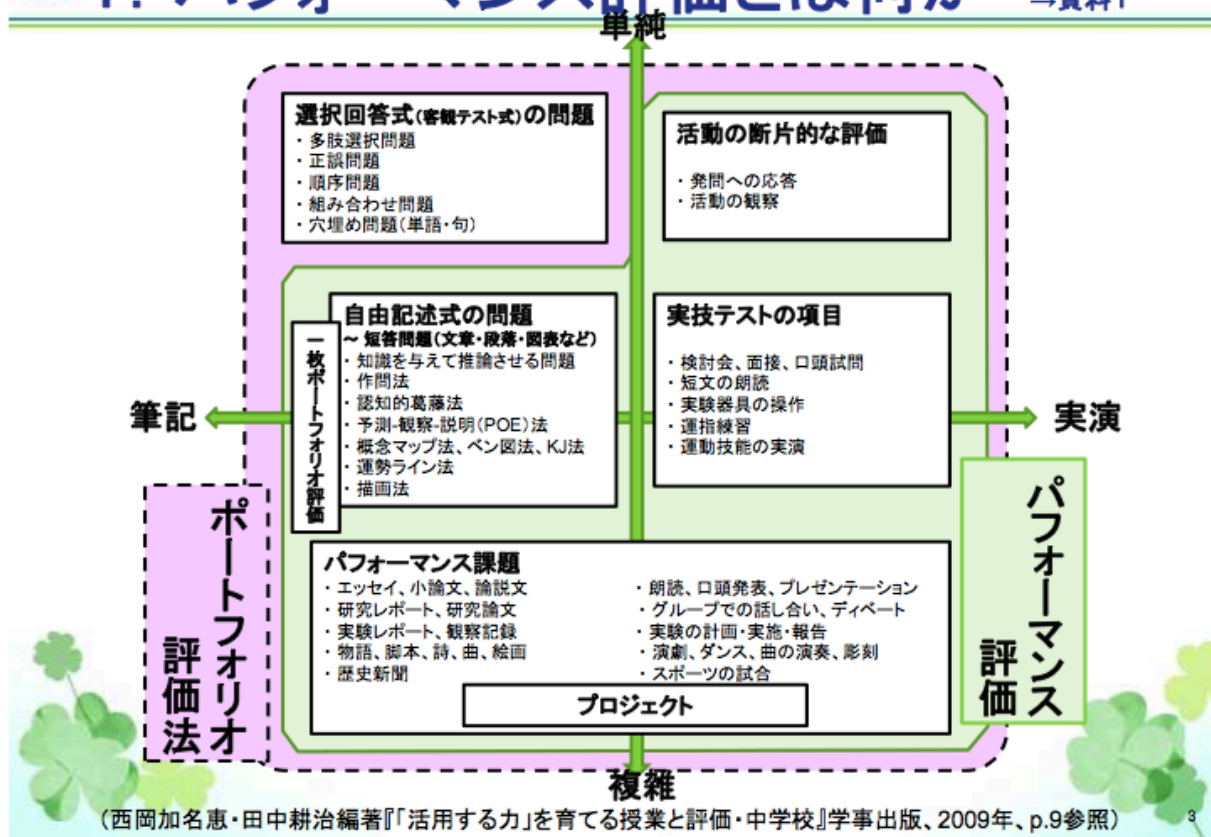 1. パフォーマンス評価とは何か →資料1
単純
選択回答式(客観テスト式)の問題
・多肢選択問題
・正誤問題
・順序問題
・組み合わせ問題
・穴埋め問題(単語・句)
活動の断片的な評価
・発問への応答
・活動の観察
自由記述式の問題
～ 短答問題(文章・段落・図表など)
・知識を与えて推論させる問題
・作問法
・認知的葛藤法
・予測-観察-説明(POE)法
・概念マップ法、ベン図法、KJ法
・運勢ライン法
・描画法
一枚ポートフォリオ評価
実技テストの項目
・検討会、面接、口頭試問
・短文の朗読
・実験器具の操作
・運指練習
・運動技能の実演
筆記
実演
パフォーマンス課題
・エッセイ、小論文、論説文
・研究レポート、研究論文
・実験レポート、観察記録
・物語、脚本、詩、曲、絵画
・歴史新聞
・朗読、口頭発表、プレゼンテーション
・グループでの話し合い、ディベート
・実験の計画・実施・報告
・演劇、ダンス、曲の演奏、彫刻
・スポーツの試合
プロジェクト
ポートフォリオ
評価法
パフォーマンス
評価
複雑
(西岡加名恵・田中耕治編著『「活用する力」を育てる授業と評価・中学校』学事出版、2009年、p.9参照)
3